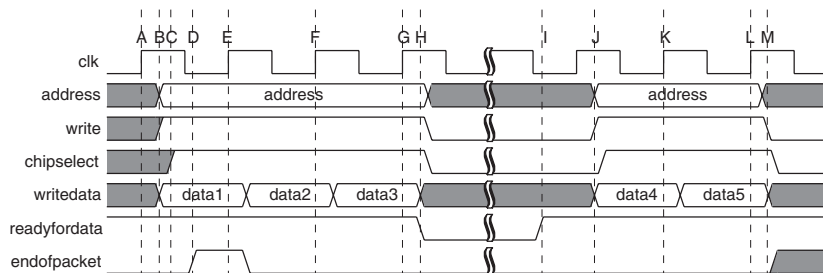 A B C D E F G H I J K L M
clk
address address address
write
chipselect
writedata data1 data2 data3 data4 data5
readyfordata
endofpacket